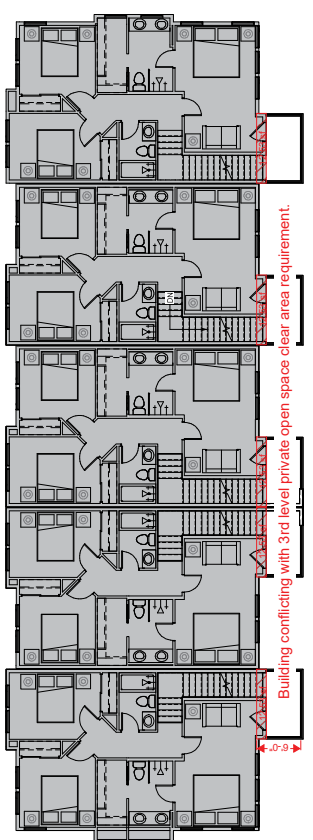 Building conflicting with 3rd level private open space clear area requirement.
DN
6'-0"